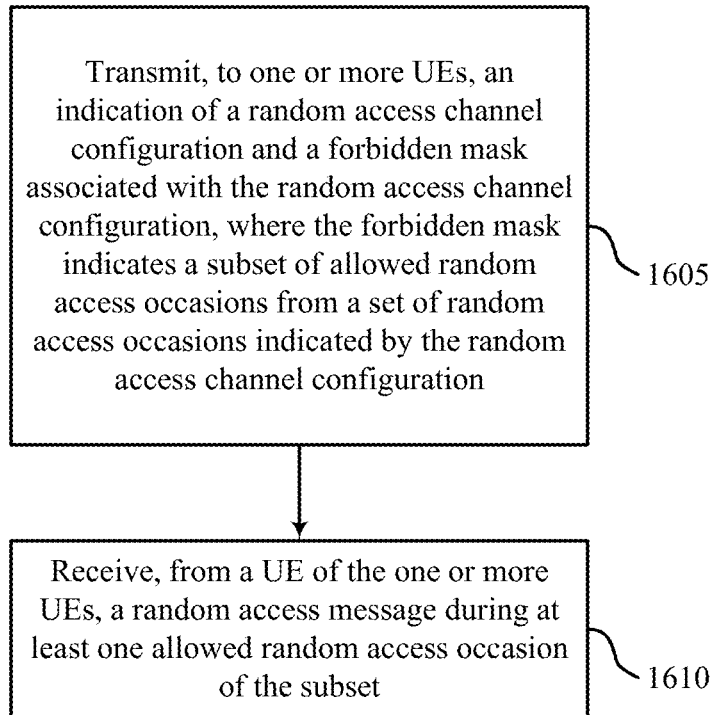 Transmit, to one or more UEs, an
indication of a random access channel
configuration and a forbidden mask
associated with the random access channel
configuration, where the forbidden mask
indicates a subset of allowed random
access occasions from a set of random
access occasions indicated by the random
access channel configuration
1605
Receive, from a UE of the one or more
UEs, a random access message during at
least one allowed random access occasion
of the subset
1610